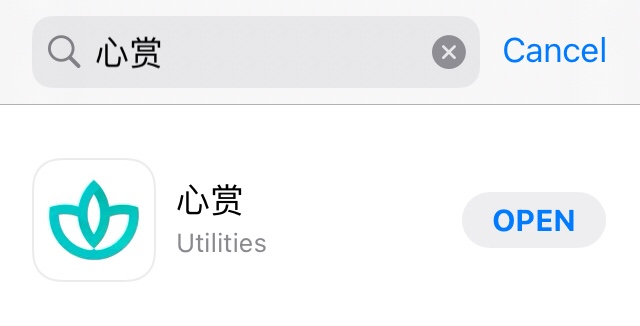 心赏
Cancel
心赏
Utilities
OPEN